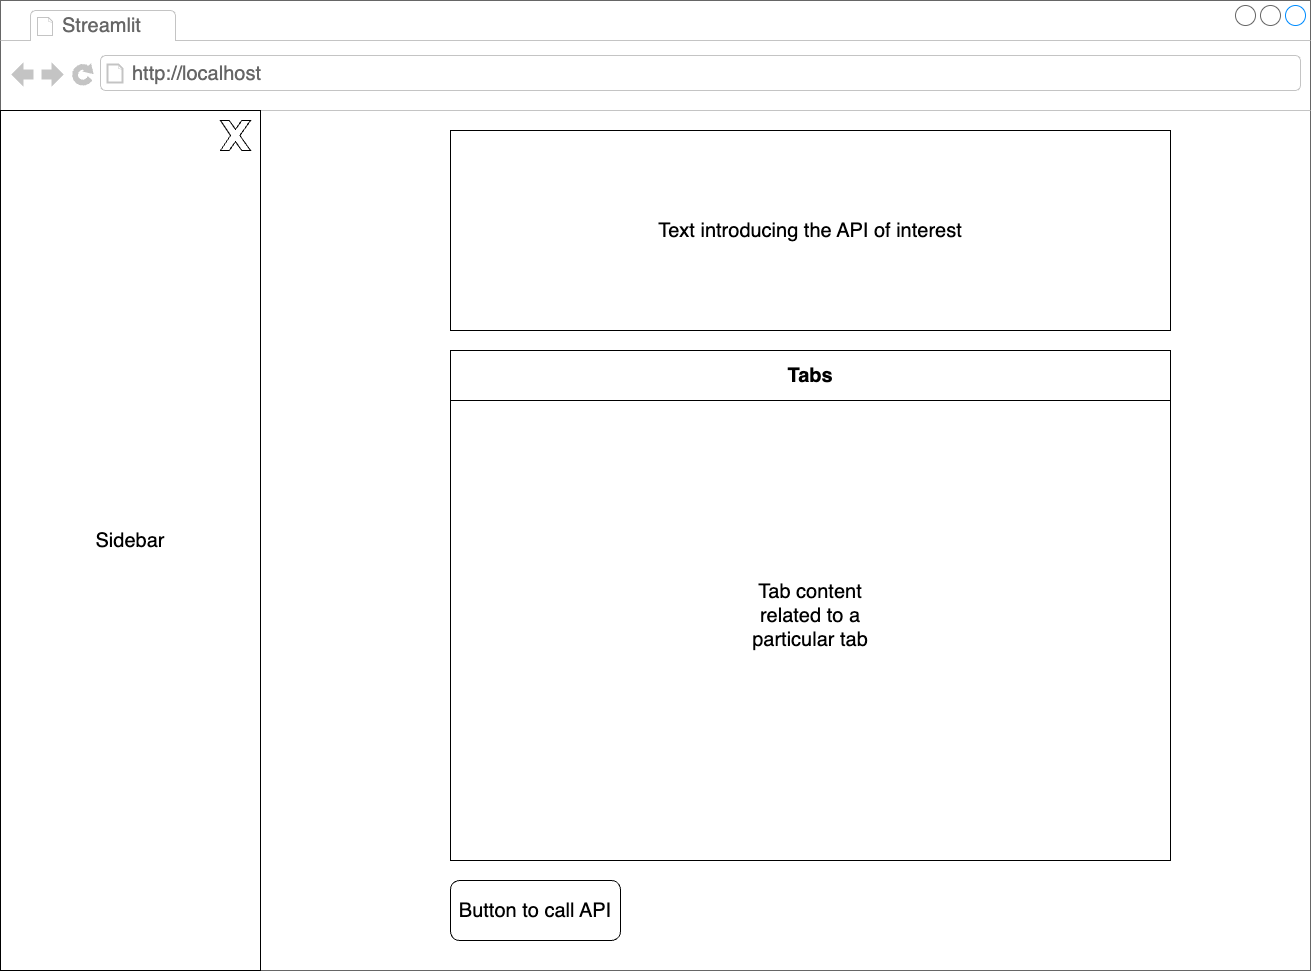 Streamlit
http://localhost
X
Text introducing the API of interest
Tabs
Sidebar
Tab content
related to a
particular tab
Button to call API